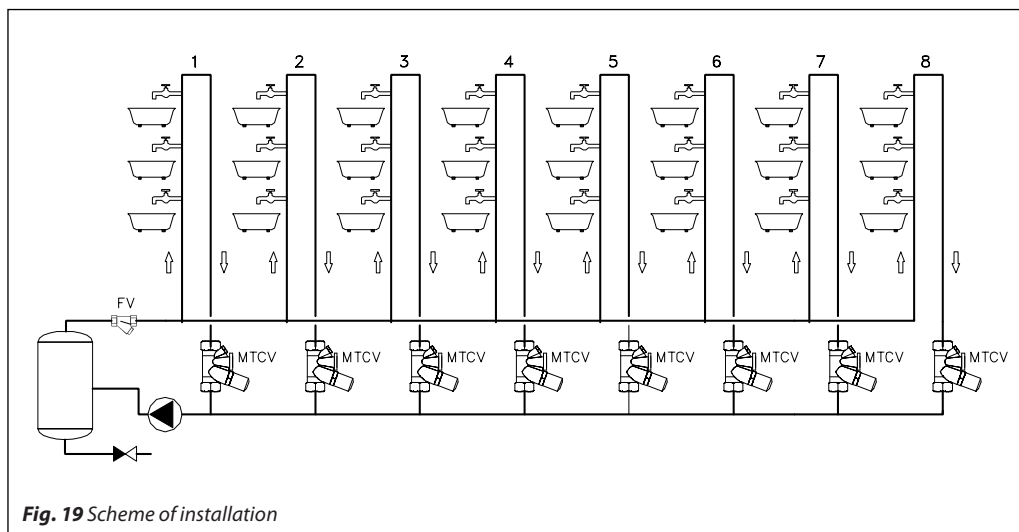 1 2 3 4 5 6 7 8
FV
MTCV MTCV MTCV MTCV MTCV MTCV MTCV MTCV
Fig. 19 Scheme of installation